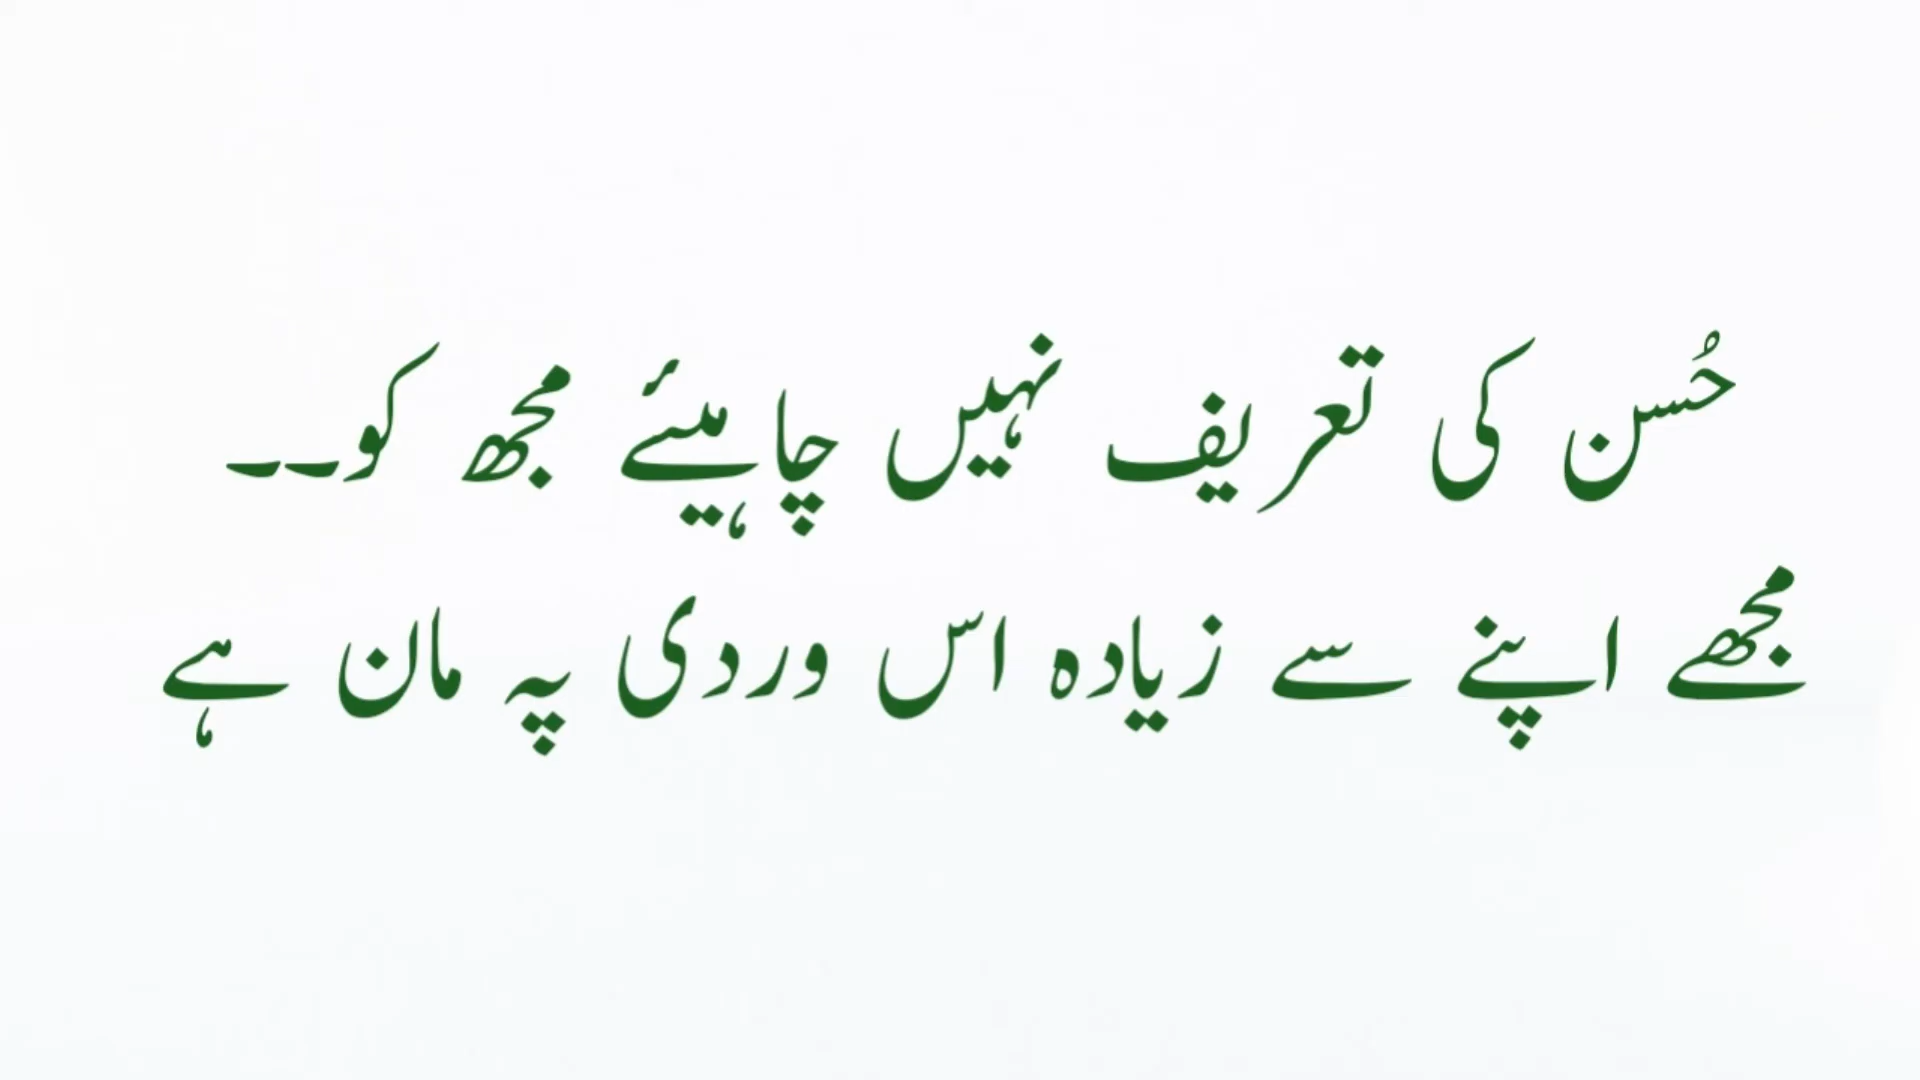 حُسن کی تعریف نہیں چاہیئے مجھ کو۔۔
مجھے اپنے سے زیادہ اس وردی پہ مان ہے